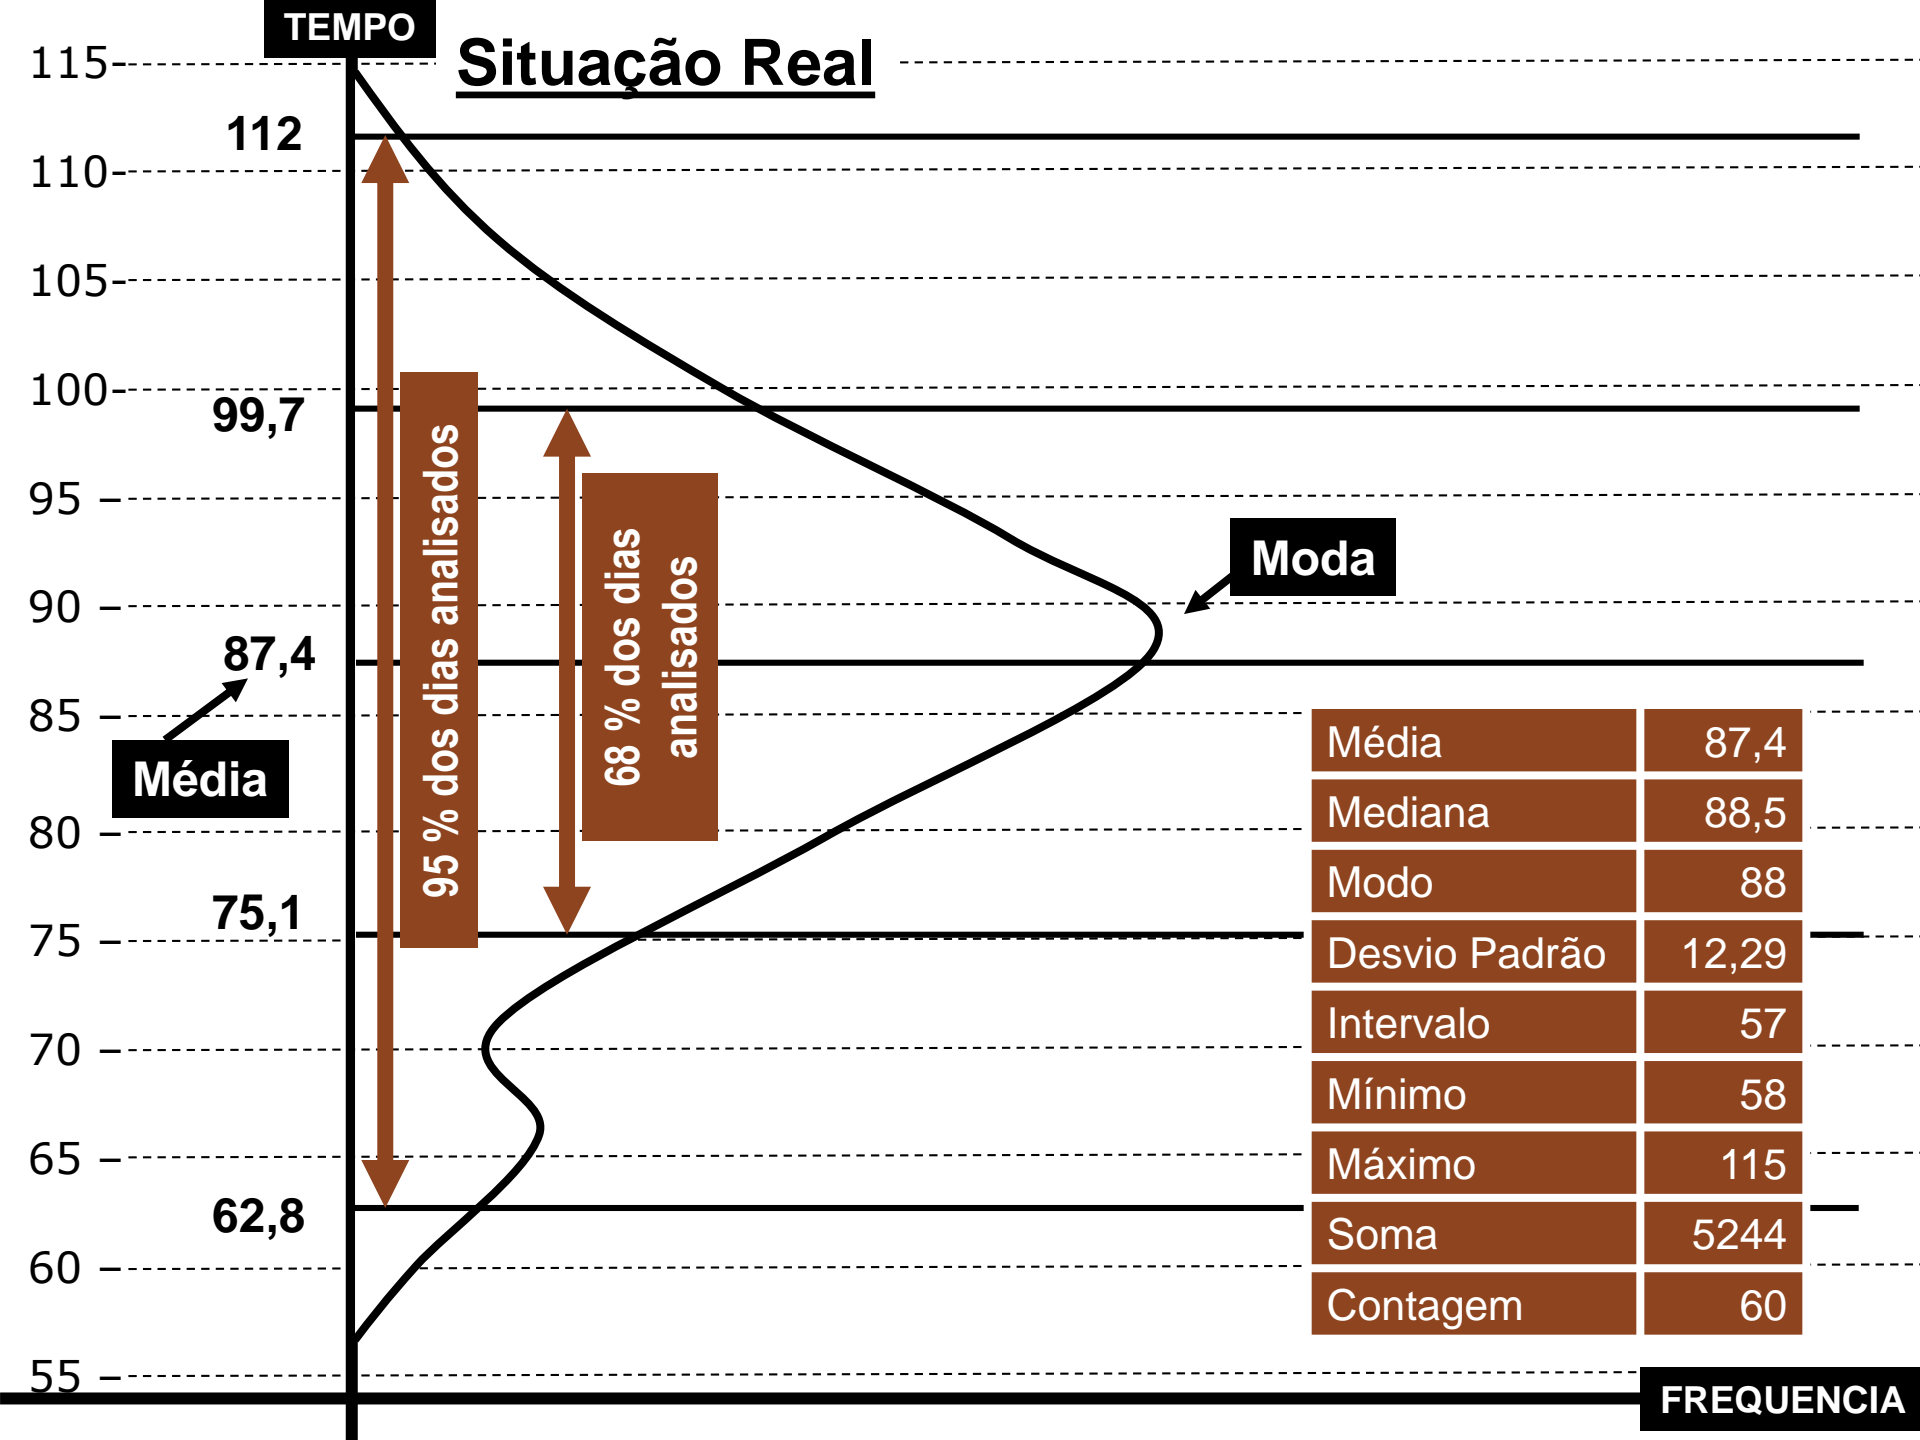 TEMPO
Situação Real
115-
112
110-
105-
100-
99,7
95 –
90 –
87,4
85 –
Média
80 –
75,1
75 –
70 –
65 –
62,8
60 –
55 –
95 % dos dias analisados
68 % dos dias
analisados
Moda
Média 87,4
Mediana 88,5
Modo 88
Desvio Padrão 12,29
Intervalo 57
Mínimo 58
Máximo 115
Soma 5244
Contagem 60
FREQUENCIA